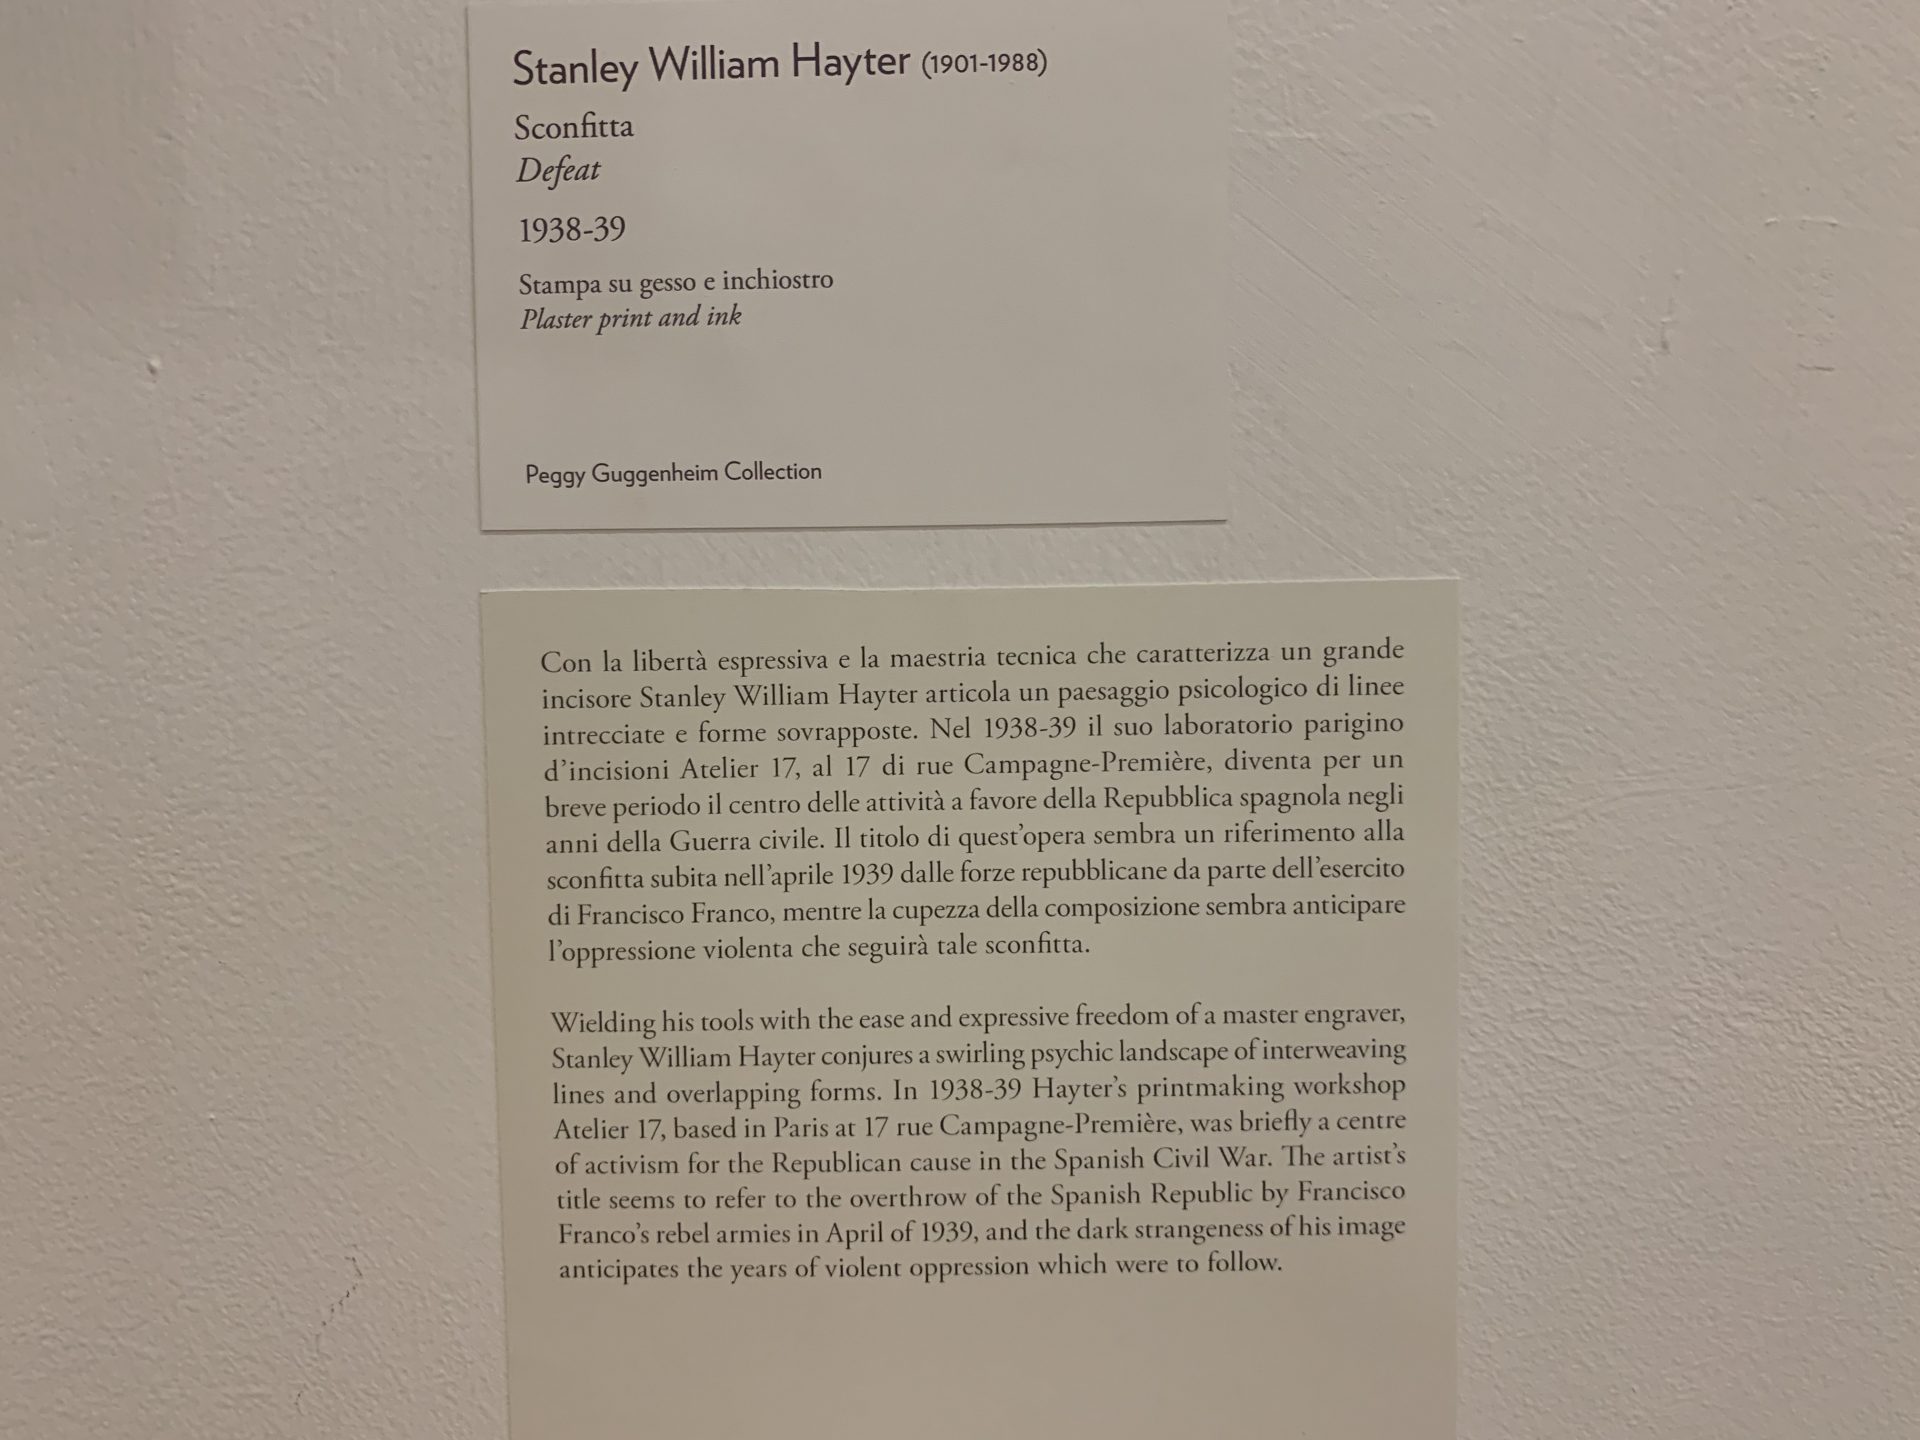 Stanley William Hayter (1901-1988)
Sconfitta
Defeat
1938-39
Stampa su gesso e inchiostro
Plaster print and ink
Peggy Guggenheim Collection
Con la libertà espressiva e la maestria tecnica che caratterizza un grande
incisore Stanley William Hayter articola un paesaggio psicologico di linee
intrecciate e forme sovrapposte. Nel 1938-39 il suo laboratorio parigino
d'incisioni Atelier 17, al 17 di rue Campagne-Première, diventa per un
breve periodo il centro delle attività a favore della Repubblica spagnola negli
anni della Guerra civile. Il titolo di quest'opera sembra un riferimento alla
sconfitta subita nell'aprile 1939 dalle forze repubblicane da parte dell'esercito
di Francisco Franco, mentre la cupezza della composizione sembra anticipare
l'oppressione violenta che seguirà tale sconfitta.
Wielding his tools with the ease and expressive freedom of a master engraver,
Stanley William Hayter conjures a swirling psychic landscape of interweaving
lines and overlapping forms. In 1938-39 Hayter's printmaking workshop
Atelier 17, based in Paris at 17 rue Campagne-Première, was briefly a centre
of activism for the Republican cause in the Spanish Civil War. The artist's
title seems to refer to the overthrow of the Spanish Republic by Francisco
Franco's rebel armies in April of 1939, and the dark strangeness of his image
anticipates the years of violent oppression which were to follow.